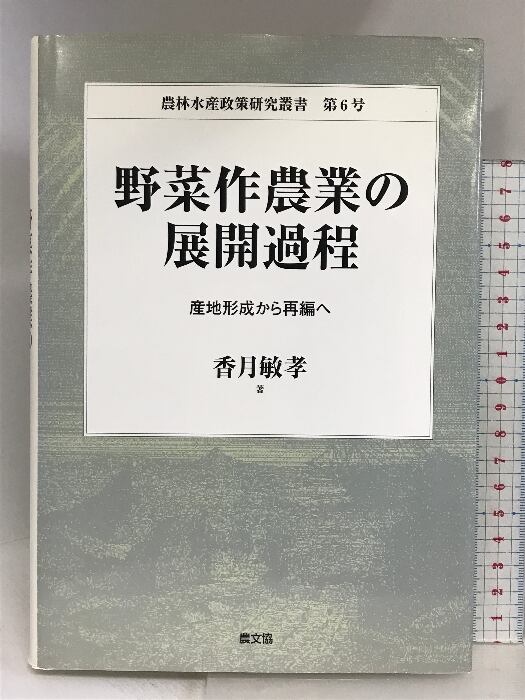 農林水産政策研究叢書 第6号
野菜作農業の
展開過程
産地形成から再編へ
香月敏孝
著
農文協